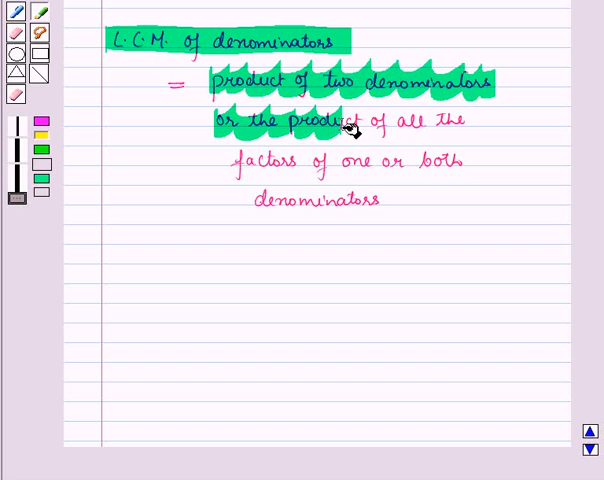 L.C.M. of denominators
= product of two denominators
or the product of all the
factors of one or both
denominators